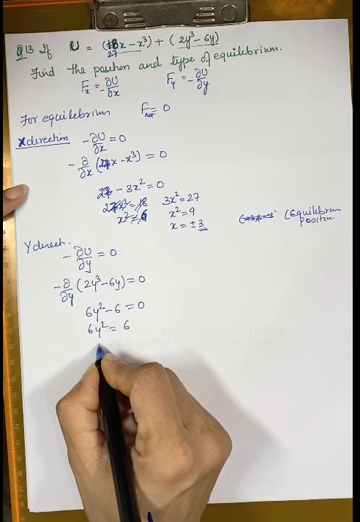 Q13 If U = (27x - x³) + (2y³ - 6y)
Find the position and type of equilibrium.
Fx = -∂U/∂x Fy = -∂U/∂y
For equilibrium Fnet = 0
X direction -∂U/∂x = 0
-∂/∂x (27x - x³) = 0
27 - 3x² = 0
3x² = 27
x² = 9
x = ±3 (Equilibrium position.
Y direct.
-∂U/∂y = 0
-∂/∂y (2y³ - 6y) = 0
6y² - 6 = 0
6y² = 6